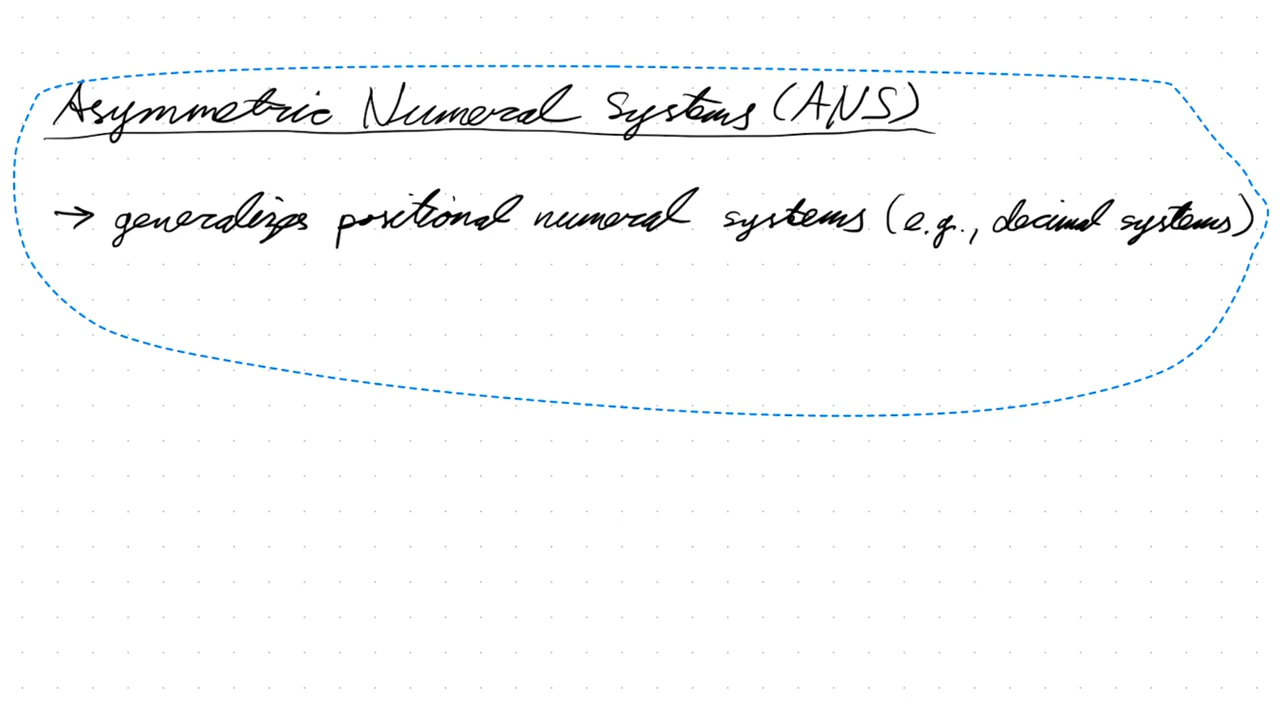 Asymmetric Numeral Systems (ANS)
→ generalizes positional numeral systems (e.g., decimal systems)